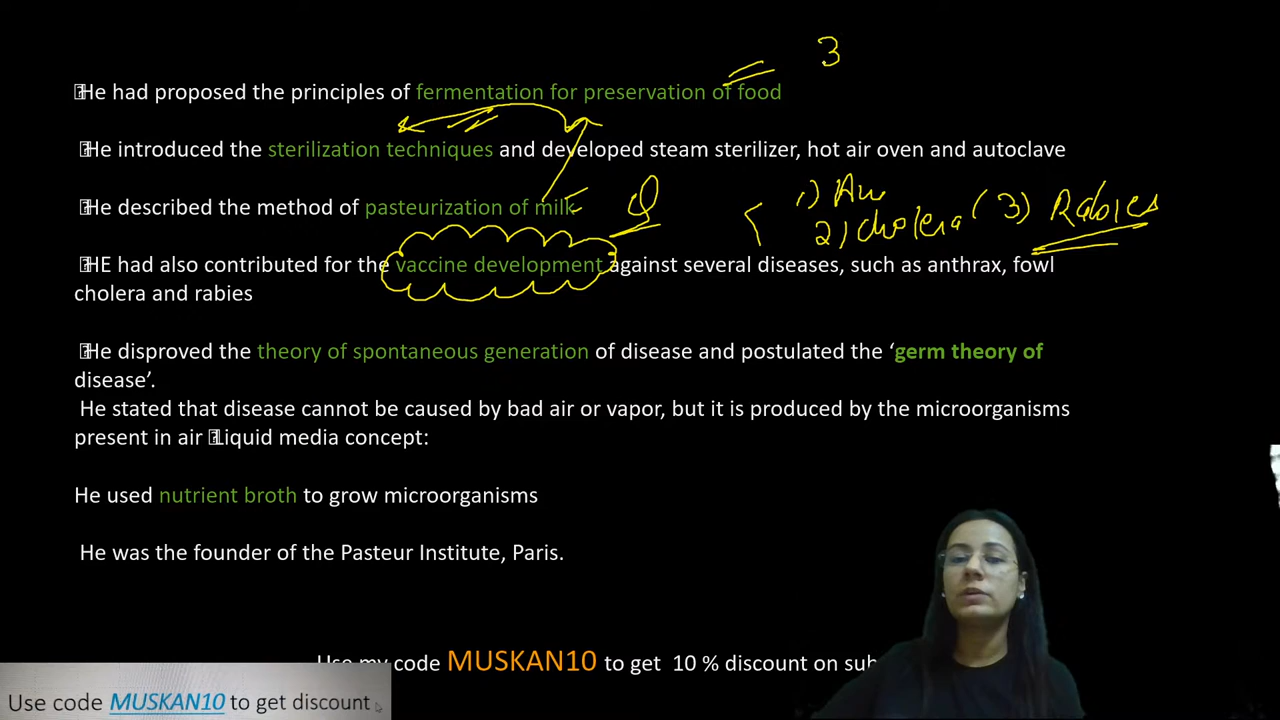 3
He had proposed the principles of fermentation for preservation of food
He introduced the sterilization techniques and developed steam sterilizer, hot air oven and autoclave
1) An
He described the method of pasteurization of milk
2) cholera (3) Rabies
HE had also contributed for the vaccine development against several diseases, such as anthrax, fowl
cholera and rabies
He disproved the theory of spontaneous generation of disease and postulated the ‘germ theory of
disease’.
He stated that disease cannot be caused by bad air or vapor, but it is produced by the microorganisms
present in air Liquid media concept:
He used nutrient broth to grow microorganisms
He was the founder of the Pasteur Institute, Paris.
Use my code MUSKAN10 to get 10 % discount on sub
Use code MUSKAN10 to get discount